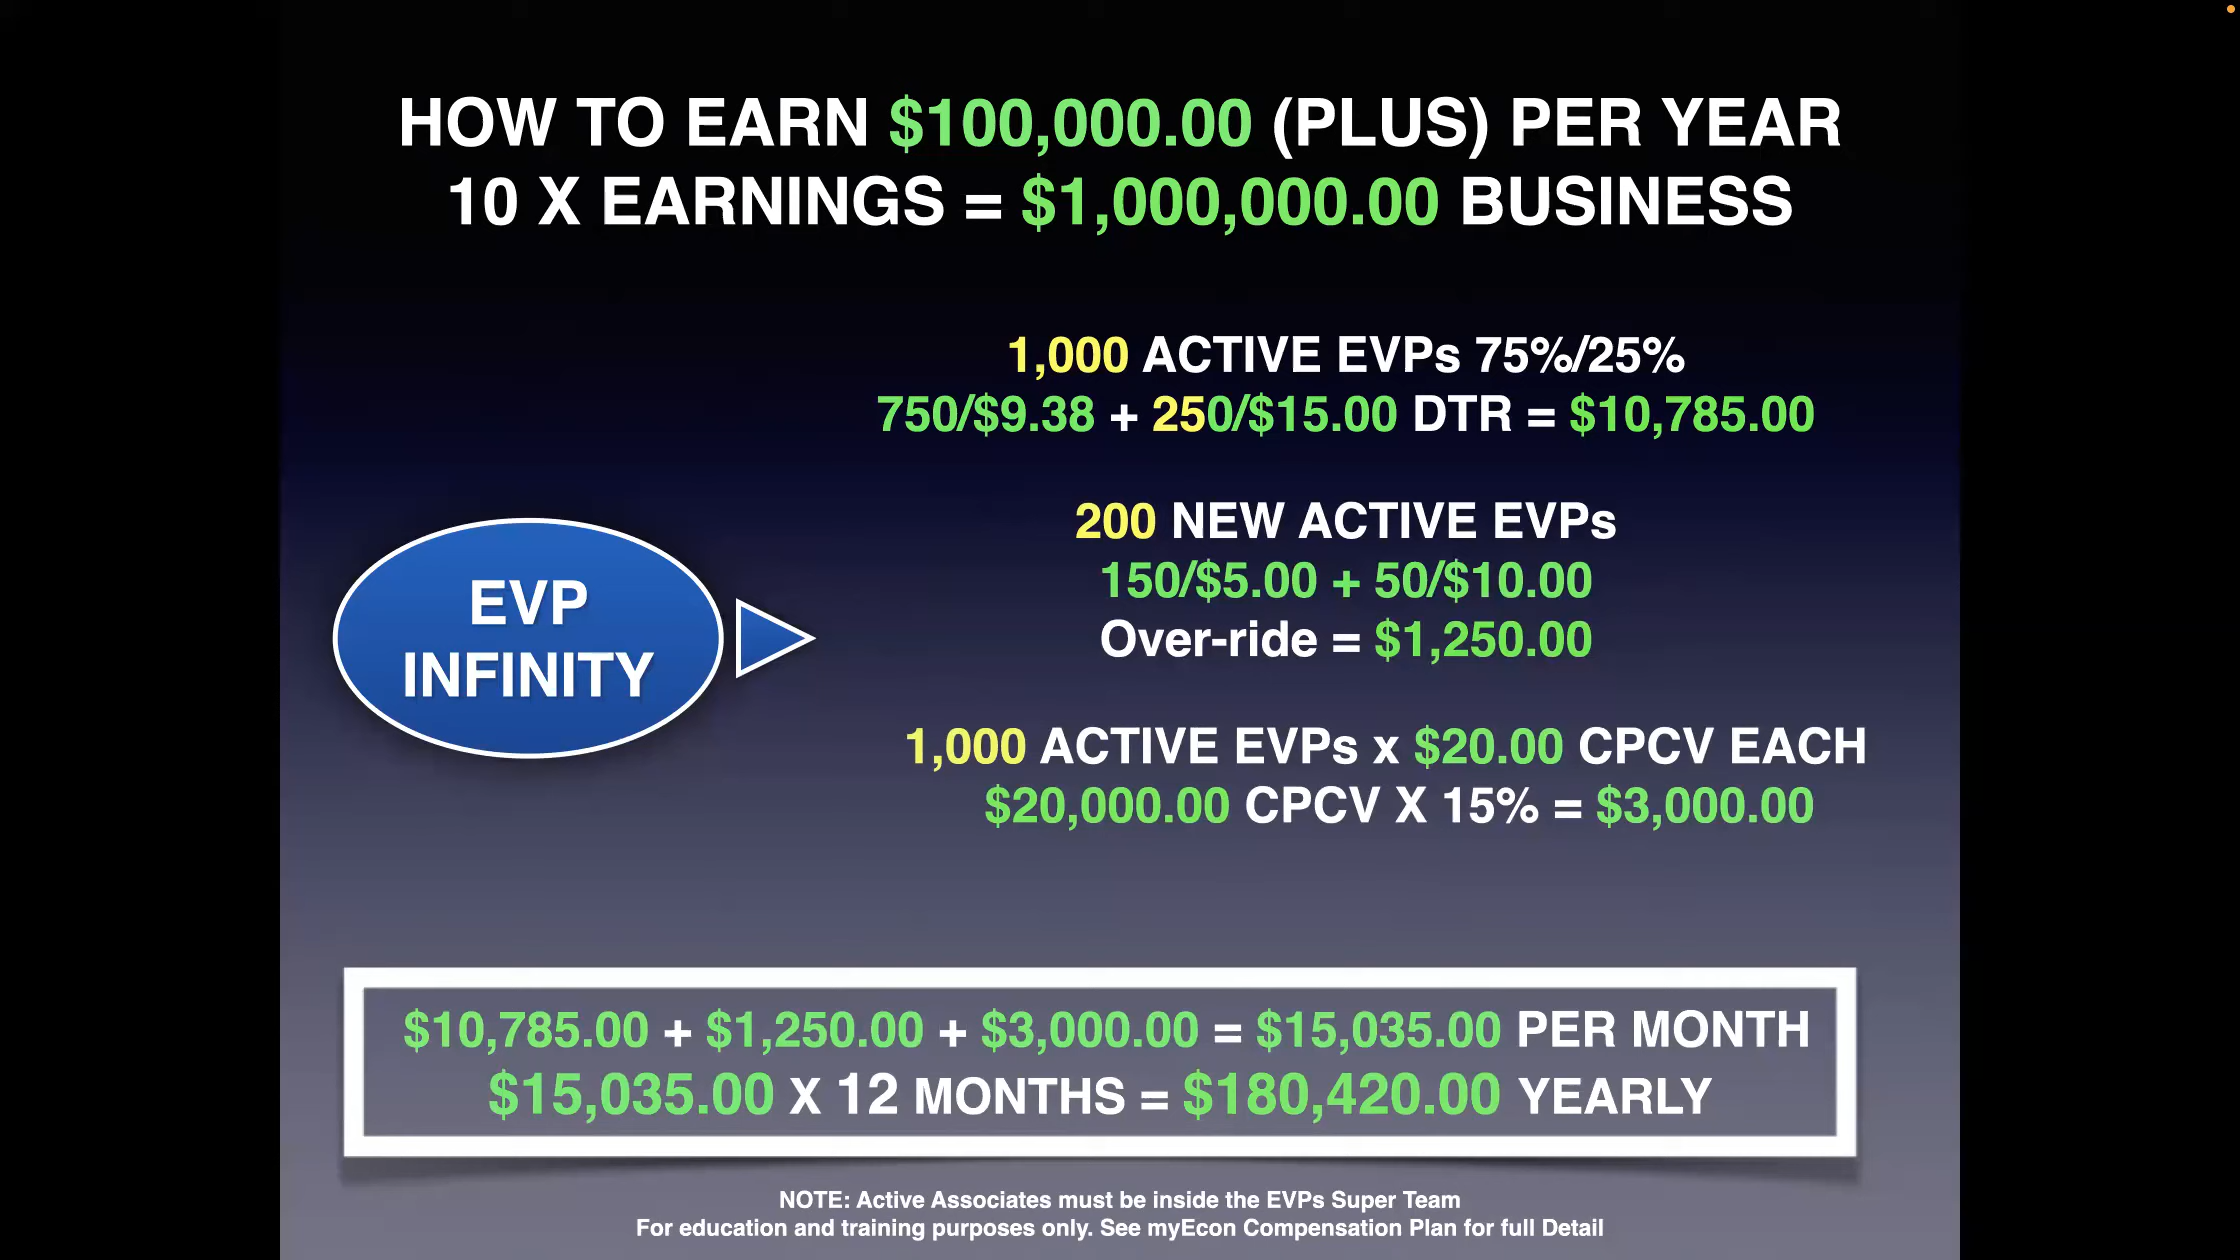 HOW TO EARN $100,000.00 (PLUS) PER YEAR
10 X EARNINGS = $1,000,000.00 BUSINESS
1,000 ACTIVE EVPs 75%/25%
750/$9.38 + 250/$15.00 DTR = $10,785.00
200 NEW ACTIVE EVPs
150/$5.00 + 50/$10.00
Over-ride = $1,250.00
EVP
INFINITY
1,000 ACTIVE EVPs x $20.00 CPCV EACH
$20,000.00 CPCV X 15% = $3,000.00
$10,785.00 + $1,250.00 + $3,000.00 = $15,035.00 PER MONTH
$15,035.00 X 12 MONTHS = $180,420.00 YEARLY
NOTE: Active Associates must be inside the EVPs Super Team
For education and training purposes only. See myEcon Compensation Plan for full Detail